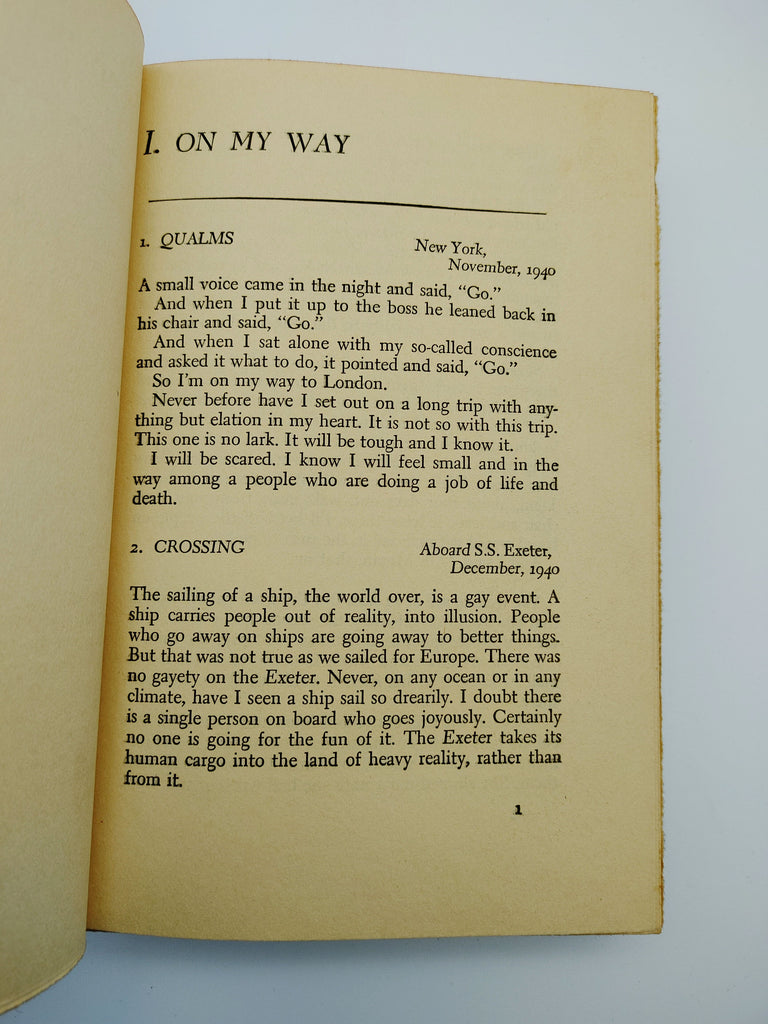 I. ON MY WAY
1. QUALMS
New York,
November, 1940
A small voice came in the night and said, “Go.”
And when I put it up to the boss he leaned back in
his chair and said, “Go.”
And when I sat alone with my so-called conscience
and asked it what to do, it pointed and said, “Go.”
So I’m on my way to London.
Never before have I set out on a long trip with any-
thing but elation in my heart. It is not so with this trip.
This one is no lark. It will be tough and I know it.
I will be scared. I know I will feel small and in the
way among a people who are doing a job of life and
death.
2. CROSSING
Aboard S.S. Exeter,
December, 1940
The sailing of a ship, the world over, is a gay event. A
ship carries people out of reality, into illusion. People
who go away on ships are going away to better things.
But that was not true as we sailed for Europe. There was
no gayety on the Exeter. Never, on any ocean or in any
climate, have I seen a ship sail so drearily. I doubt there
is a single person on board who goes joyously. Certainly
no one is going for the fun of it. The Exeter takes its
human cargo into the land of heavy reality, rather than
from it.
1